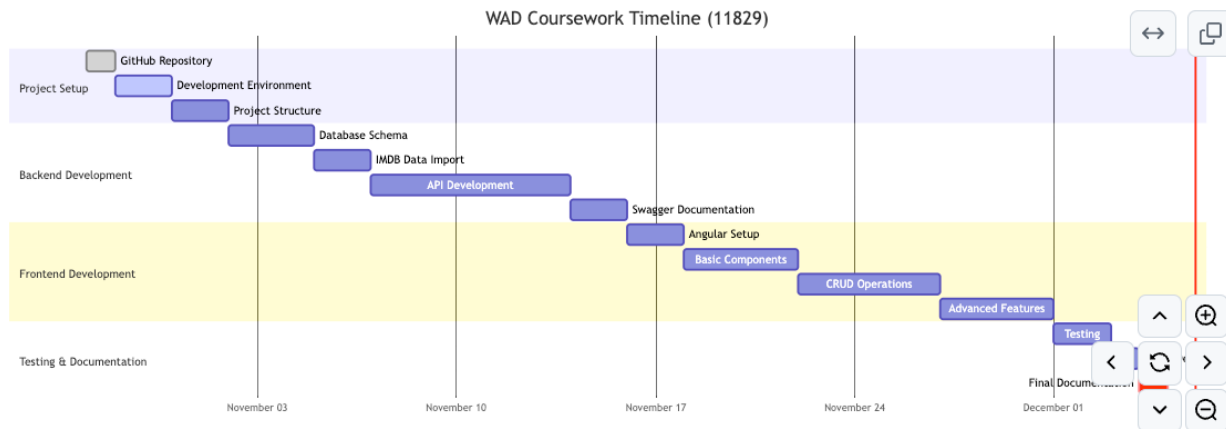 WAD Coursework Timeline (11829)
GitHub Repository
Project Setup
Development Environment
Project Structure
Database Schema
IMDB Data Import
Backend Development
API Development
Swagger Documentation
Angular Setup
Basic Components
Frontend Development
CRUD Operations
Advanced Features
Testing
Testing & Documentation
Final Documentation
November 03
November 10
November 17
November 24
December 01